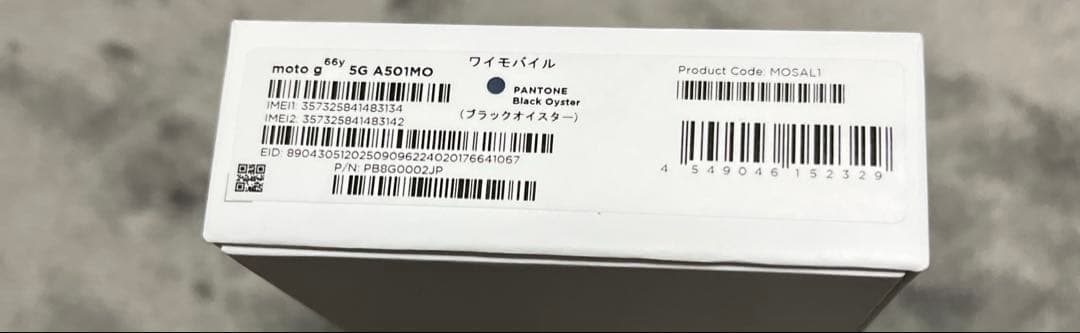 moto g66y 5G A501MO
IMEI1: 357325841483134
IMEI2: 357325841483142
EID: 89043051202509096224020176641067
P/N: PB8G0002JP
ワイモバイル
PANTONE
Black Oyster
(ブラックオイスター)
Product Code: MOSAL1
4 549046 152329